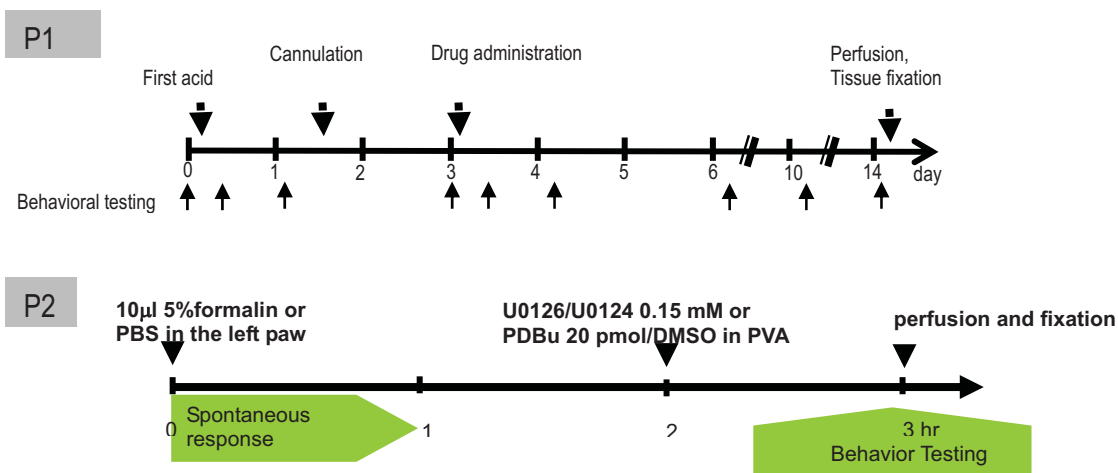 P1
Cannulation
Drug administration
Perfusion,
Tissue fixation
First acid
0 1 2 3 4 5 6 10 14 day
Behavioral testing
P2
10μl 5%formalin or
PBS in the left paw
U0126/U0124 0.15 mM or
PDBu 20 pmol/DMSO in PVA
perfusion and fixation
0 1 2 3 hr
Spontaneous
response
Behavior Testing